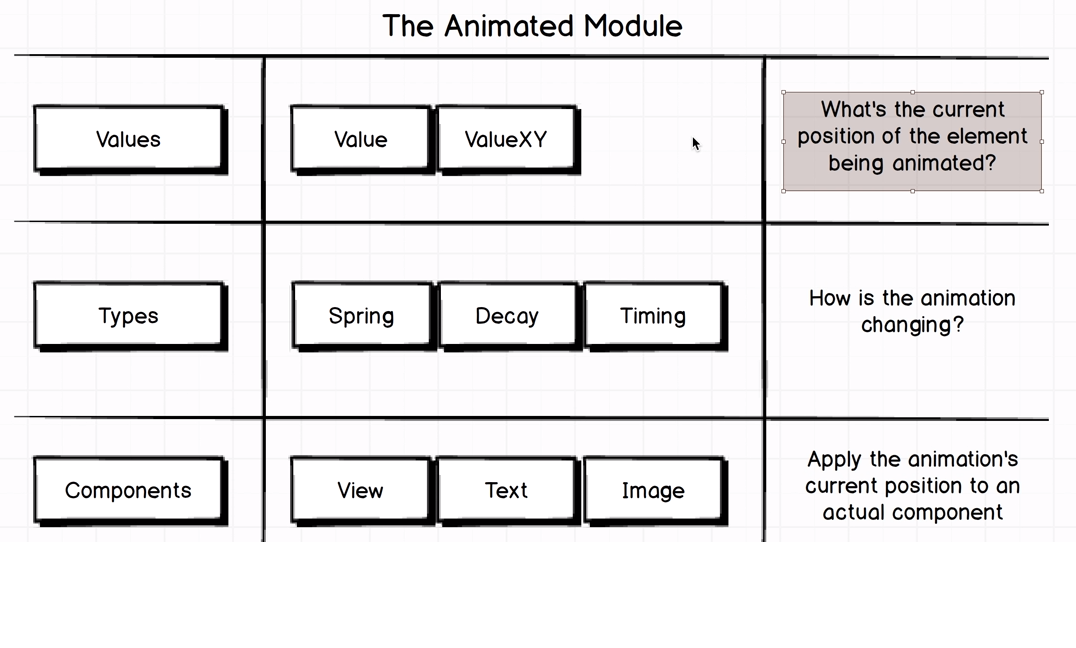 The Animated Module
Values
Value
ValueXY
What's the current
position of the element
being animated?
Types
Spring
Decay
Timing
How is the animation
changing?
Components
View
Text
Image
Apply the animation's
current position to an
actual component